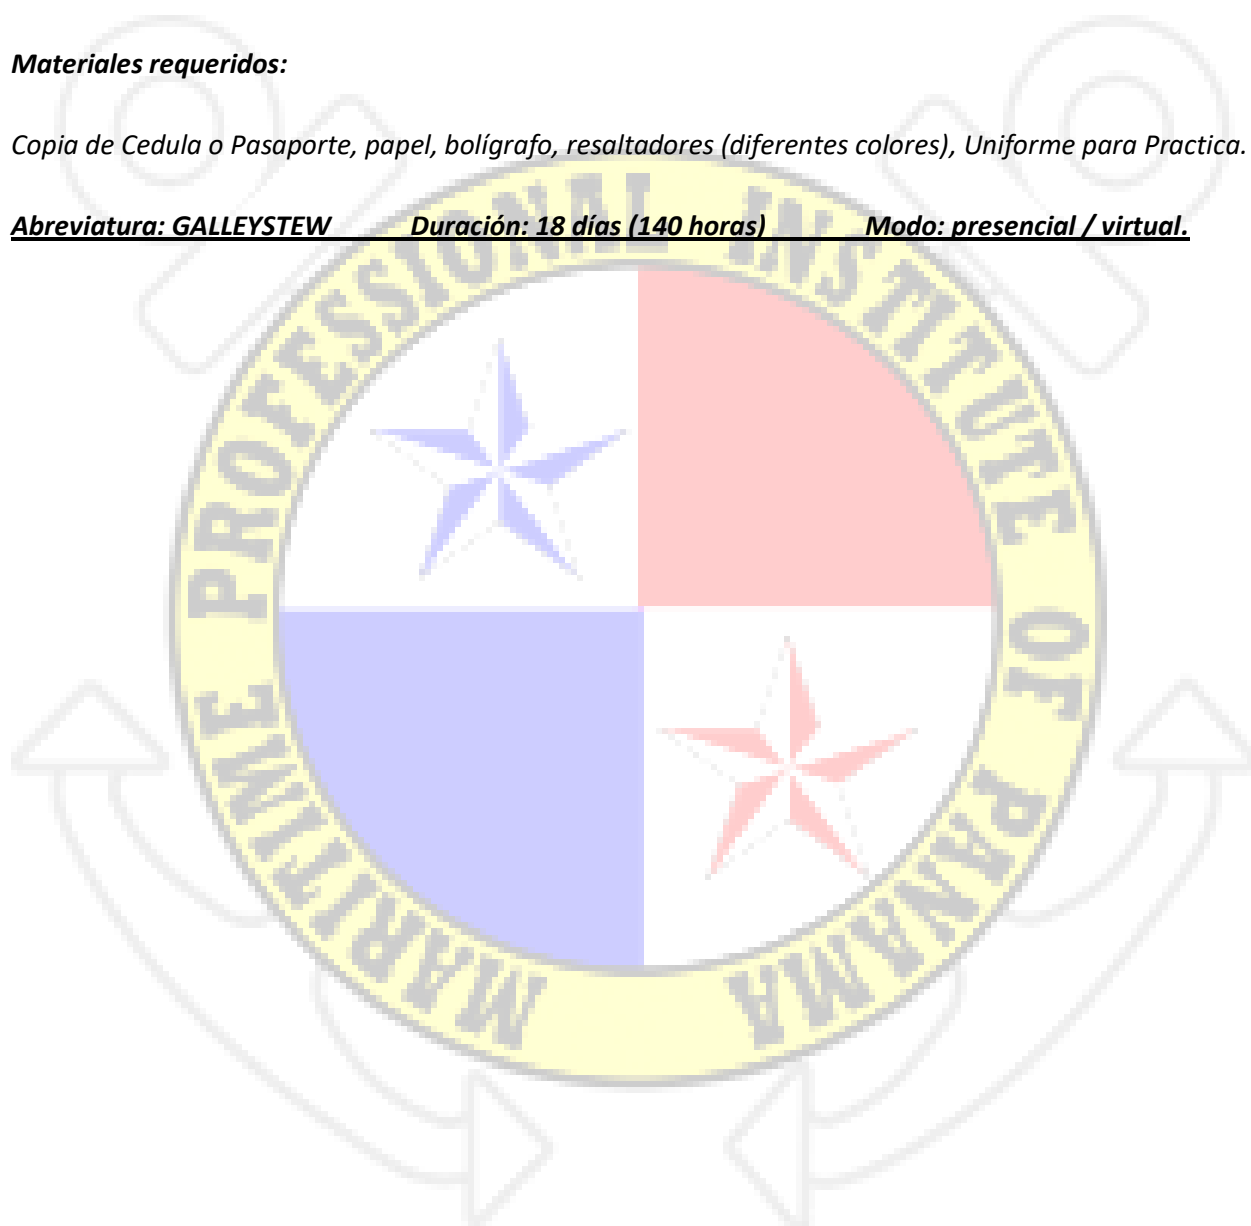 Materiales requeridos:
Copia de Cedula o Pasaporte, papel, bolígrafo, resaltadores (diferentes colores), Uniforme para Practica.
Abreviatura: GALLEYSTEW Duración: 18 días (140 horas) Modo: presencial / virtual.
MARITIME PROFESSIONAL INSTITUTE OF PANAMA